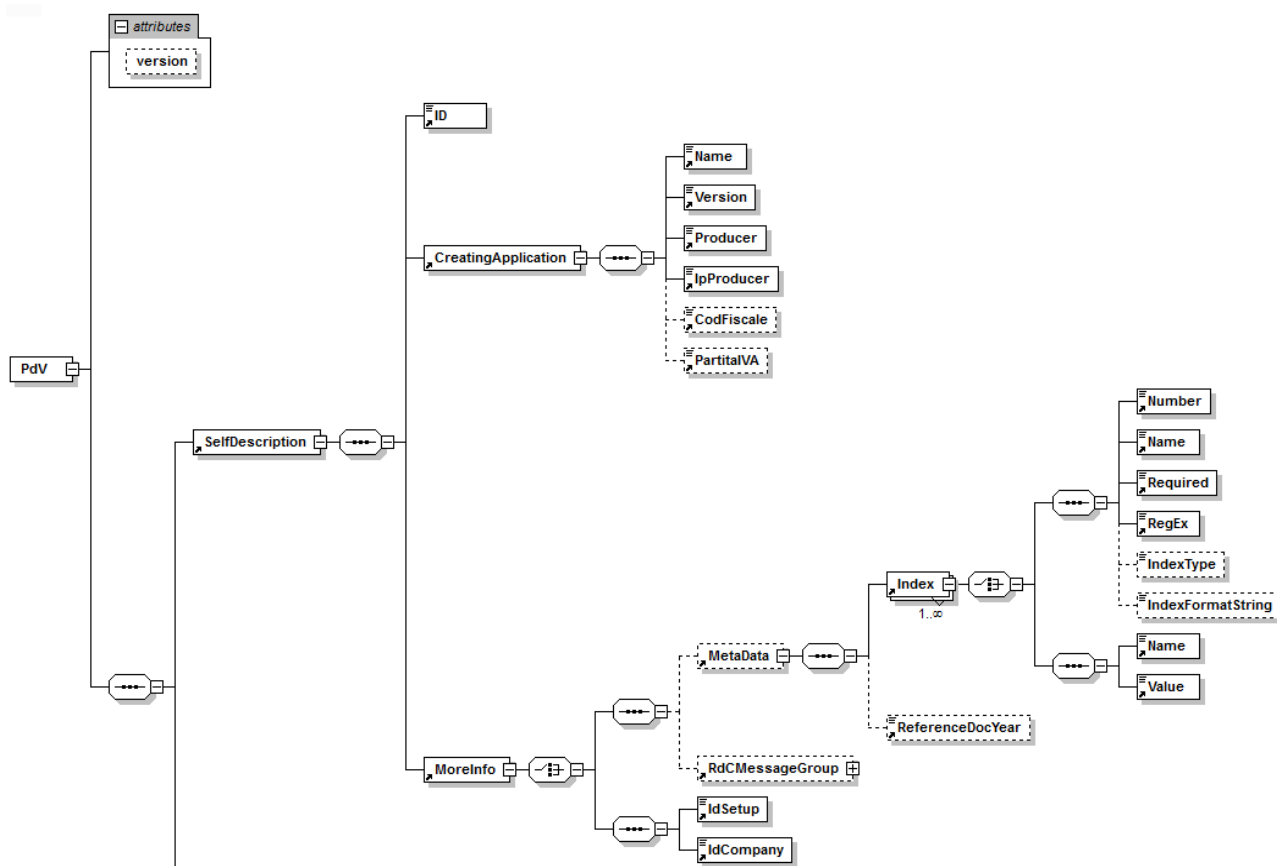 attributes
version
ID
Name
Version
Producer
CreatingApplication
IpProducer
CodFiscale
PartitaIVA
PdV
SelfDescription
Number
Name
Required
RegEx
IndexType
IndexFormatString
Index
1..∞
Name
MetaData
Value
ReferenceDocYear
MoreInfo
RdCMessageGroup
IdSetup
IdCompany